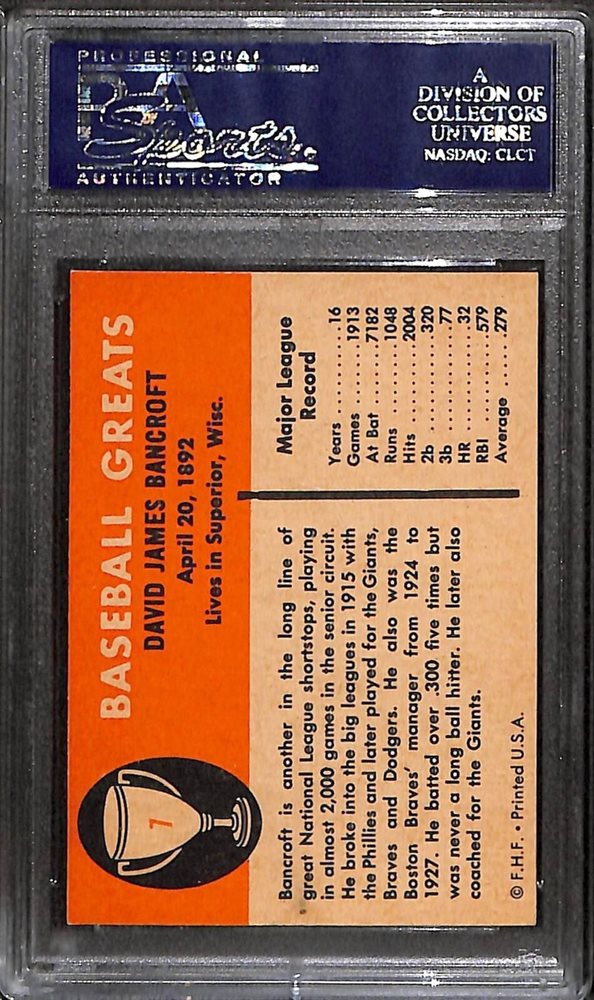 PROFESSIONAL
PSA
Sports
AUTHENTICATOR
A
DIVISION OF
COLLECTORS
UNIVERSE
NASDAQ: CLCT
7
BASEBALL GREATS
DAVID JAMES BANCROFT
April 20, 1892
Lives in Superior, Wisc.
Bancroft is another in the long line of
great National League shortstops, playing
in almost 2,000 games in the senior circuit.
He broke into the big leagues in 1915 with
the Phillies and later played for the Giants,
Braves and Dodgers. He also was the
Boston Braves' manager from 1924 to
1927. He batted over .300 five times but
was never a long ball hitter. He later also
coached for the Giants.
© F.H.F. • Printed U.S.A.
Major League
Record
Years ............16
Games ........ 1913
At Bat ........ 7182
Runs .......... 1048
Hits ............ 2004
2b .............. 320
3b ................ 77
HR ................ 32
RBI .............. 579
Average ...... .279